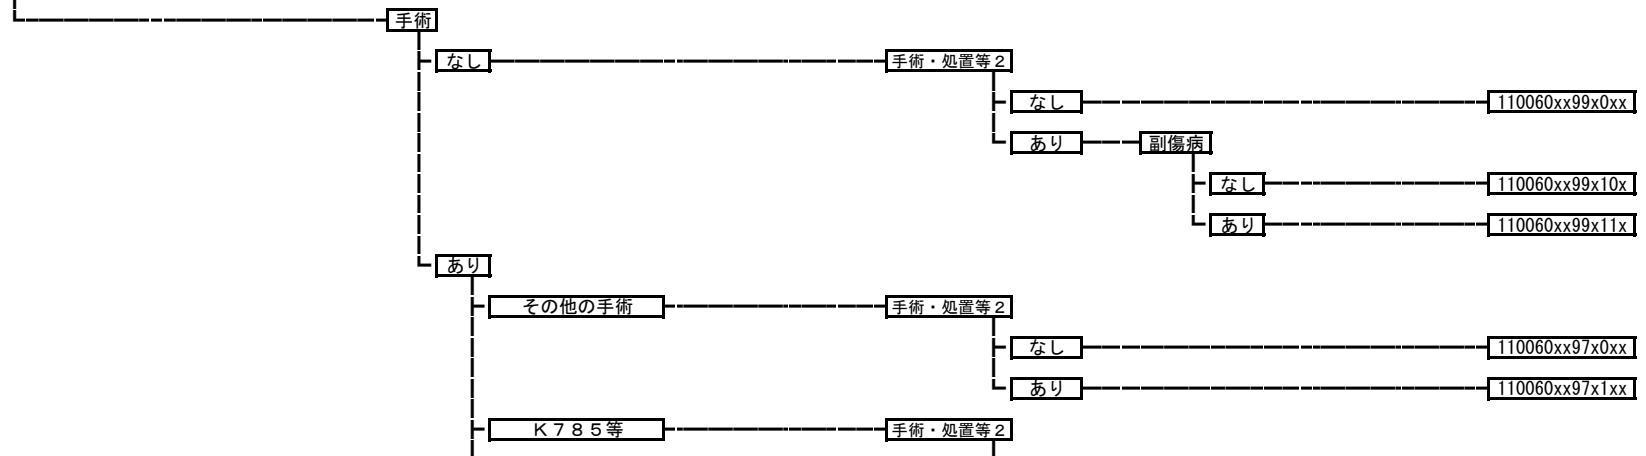 手術
なし 手術・処置等２
なし 110060xx99x0xx
あり 副傷病
なし 110060xx99x10x
あり 110060xx99x11x
あり
その他の手術 手術・処置等２
なし 110060xx97x0xx
あり 110060xx97x1xx
Ｋ７８５等 手術・処置等２